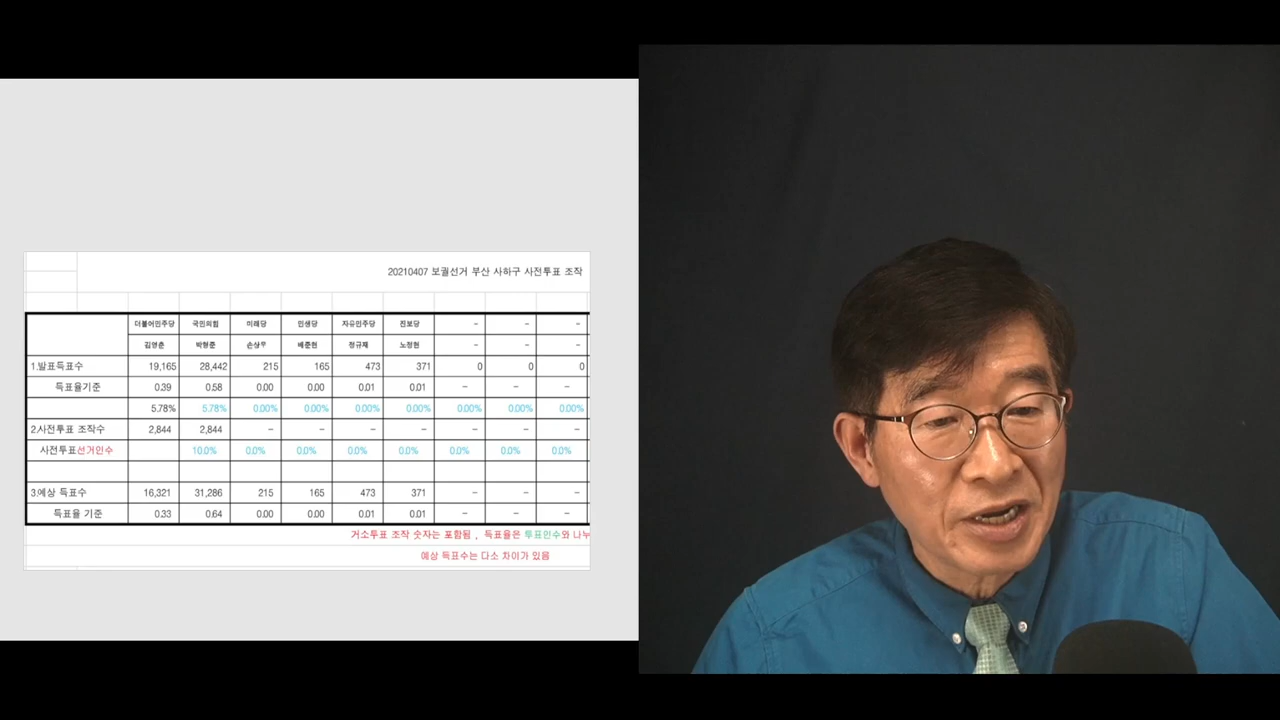 20210407 보궐선거 부산 사하구 사전투표 조작
더불어민주당 국민의힘 미래당 민생당 자유민주당 진보당 - - -
김영춘 박형준 손상우 배준현 정규재 노정현 - - -
1.발표득표수 19,165 28,442 215 165 473 371 0 0 0
득표율기준 0.39 0.58 0.00 0.00 0.01 0.01 - - -
5.78% 5.78% 0.00% 0.00% 0.00% 0.00% 0.00% 0.00% 0.00%
2.사전투표 조작수 2,844 2,844 - - - - - - -
사전투표선거인수 10.0% 0.0% 0.0% 0.0% 0.0% 0.0% 0.0% 0.0%
3.예상 득표수 16,321 31,286 215 165 473 371 - - -
득표율 기준 0.33 0.64 0.00 0.00 0.01 0.01 - - -
거소투표 조작 숫자는 포함됨 , 득표율은 투표인수와 나누
예상 득표수는 다소 차이가 있음